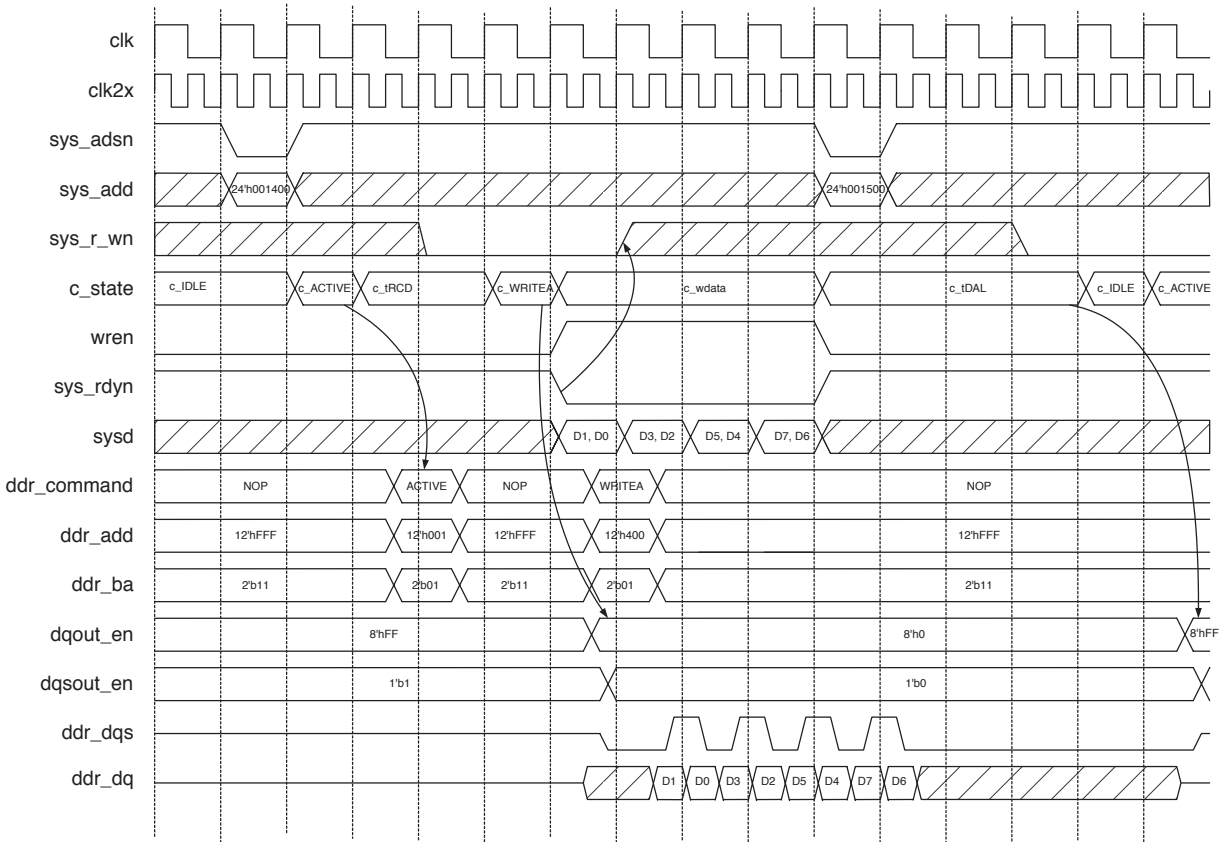 clk
clk2x
sys_adsn
sys_add 24'h001400 24'h001500
sys_r_wn
c_state c_IDLE c_ACTIVE c_tRCD c_WRITEA c_wdata c_tDAL c_IDLE c_ACTIVE
wren
sys_rdyn
sysd D1, D0 D3, D2 D5, D4 D7, D6
ddr_command NOP ACTIVE NOP WRITEA NOP
ddr_add 12'hFFF 12'h001 12'hFFF 12'h400 12'hFFF
ddr_ba 2'b11 2'b01 2'b11 2'b01 2'b11
dqout_en 8'hFF 8'h0 8'hFF
dqsout_en 1'b1 1'b0
ddr_dqs
ddr_dq D1 D0 D3 D2 D5 D4 D7 D6